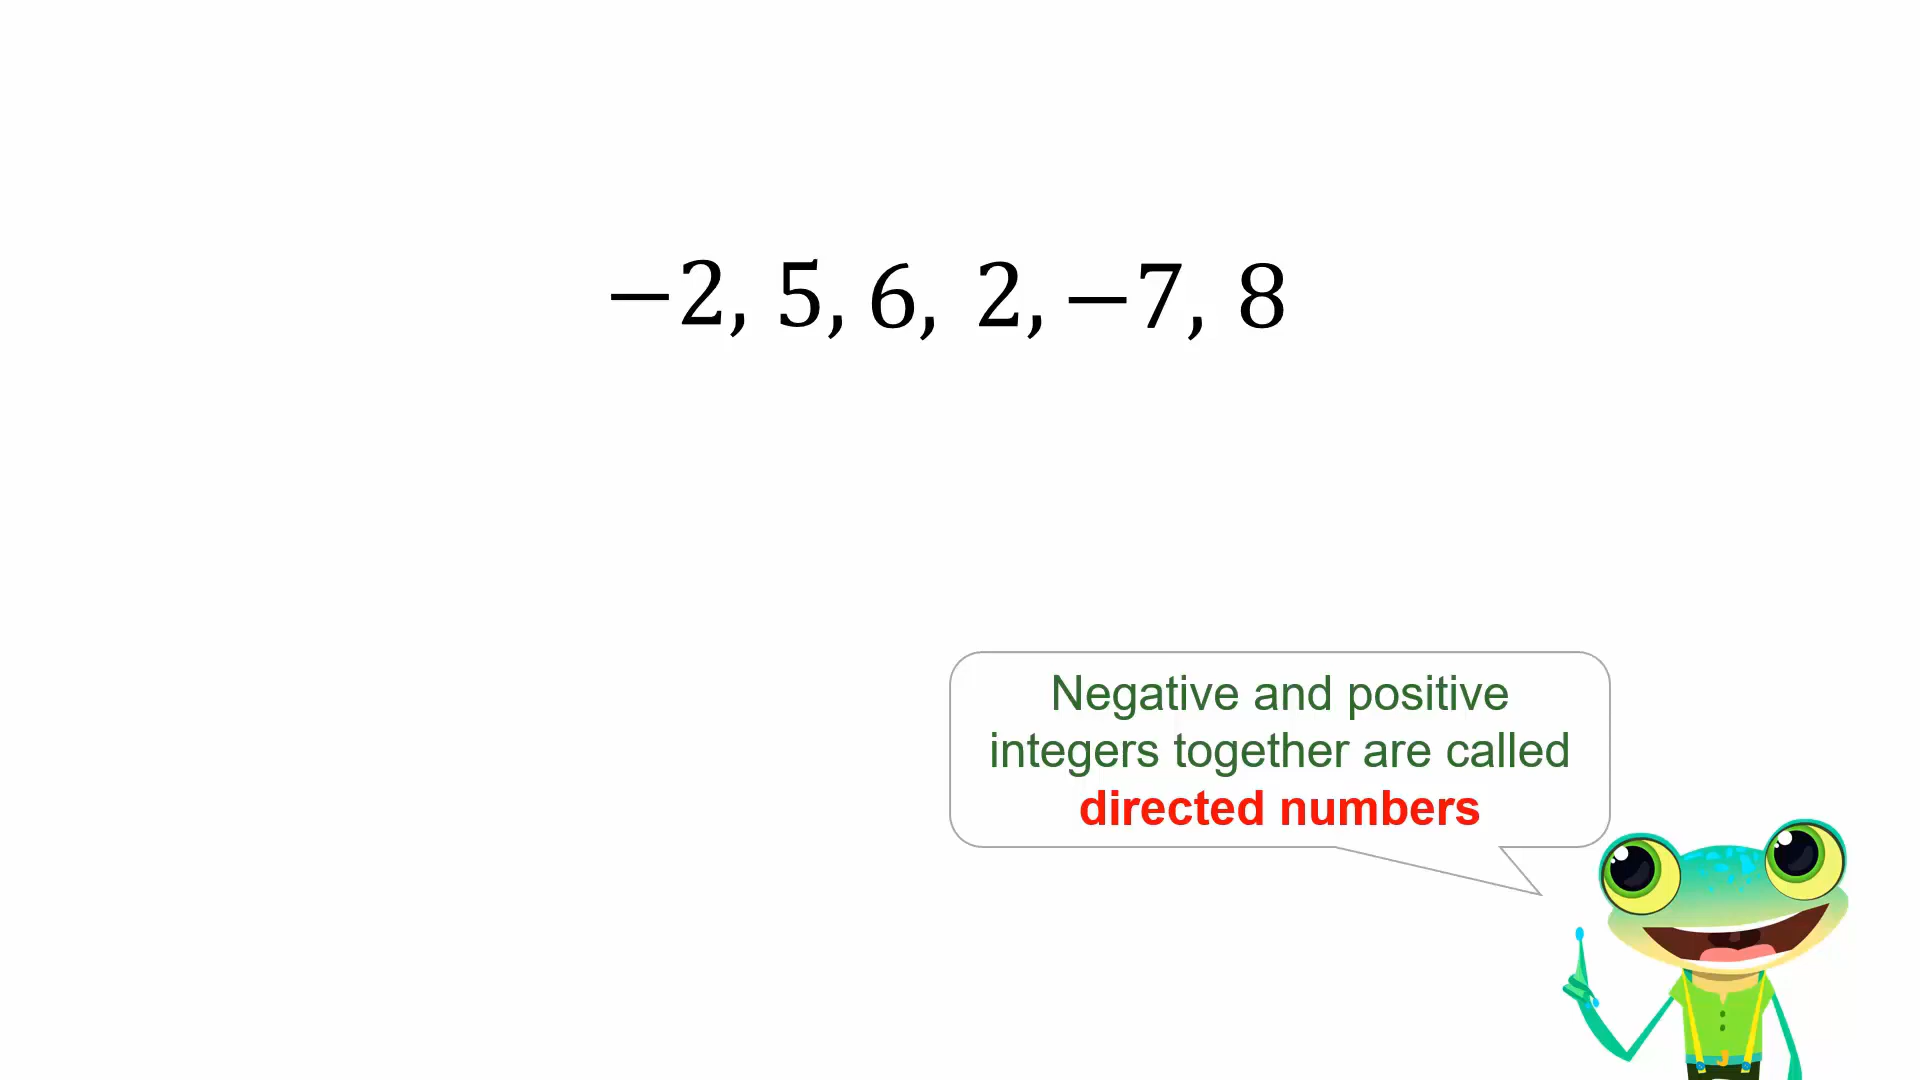 −2, 5, 6, 2, −7, 8
Negative and positive
integers together are called
directed numbers